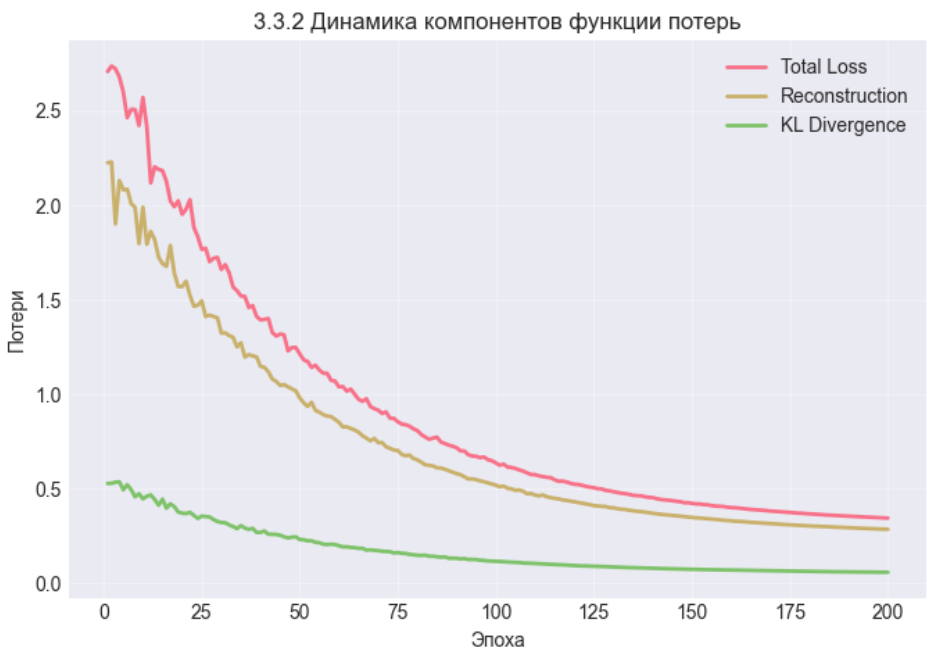 3.3.2 Динамика компонентов функции потерь
Total Loss
Reconstruction
KL Divergence
Потери
2.5
2.0
1.5
1.0
0.5
0.0
0 25 50 75 100 125 150 175 200
Эпоха